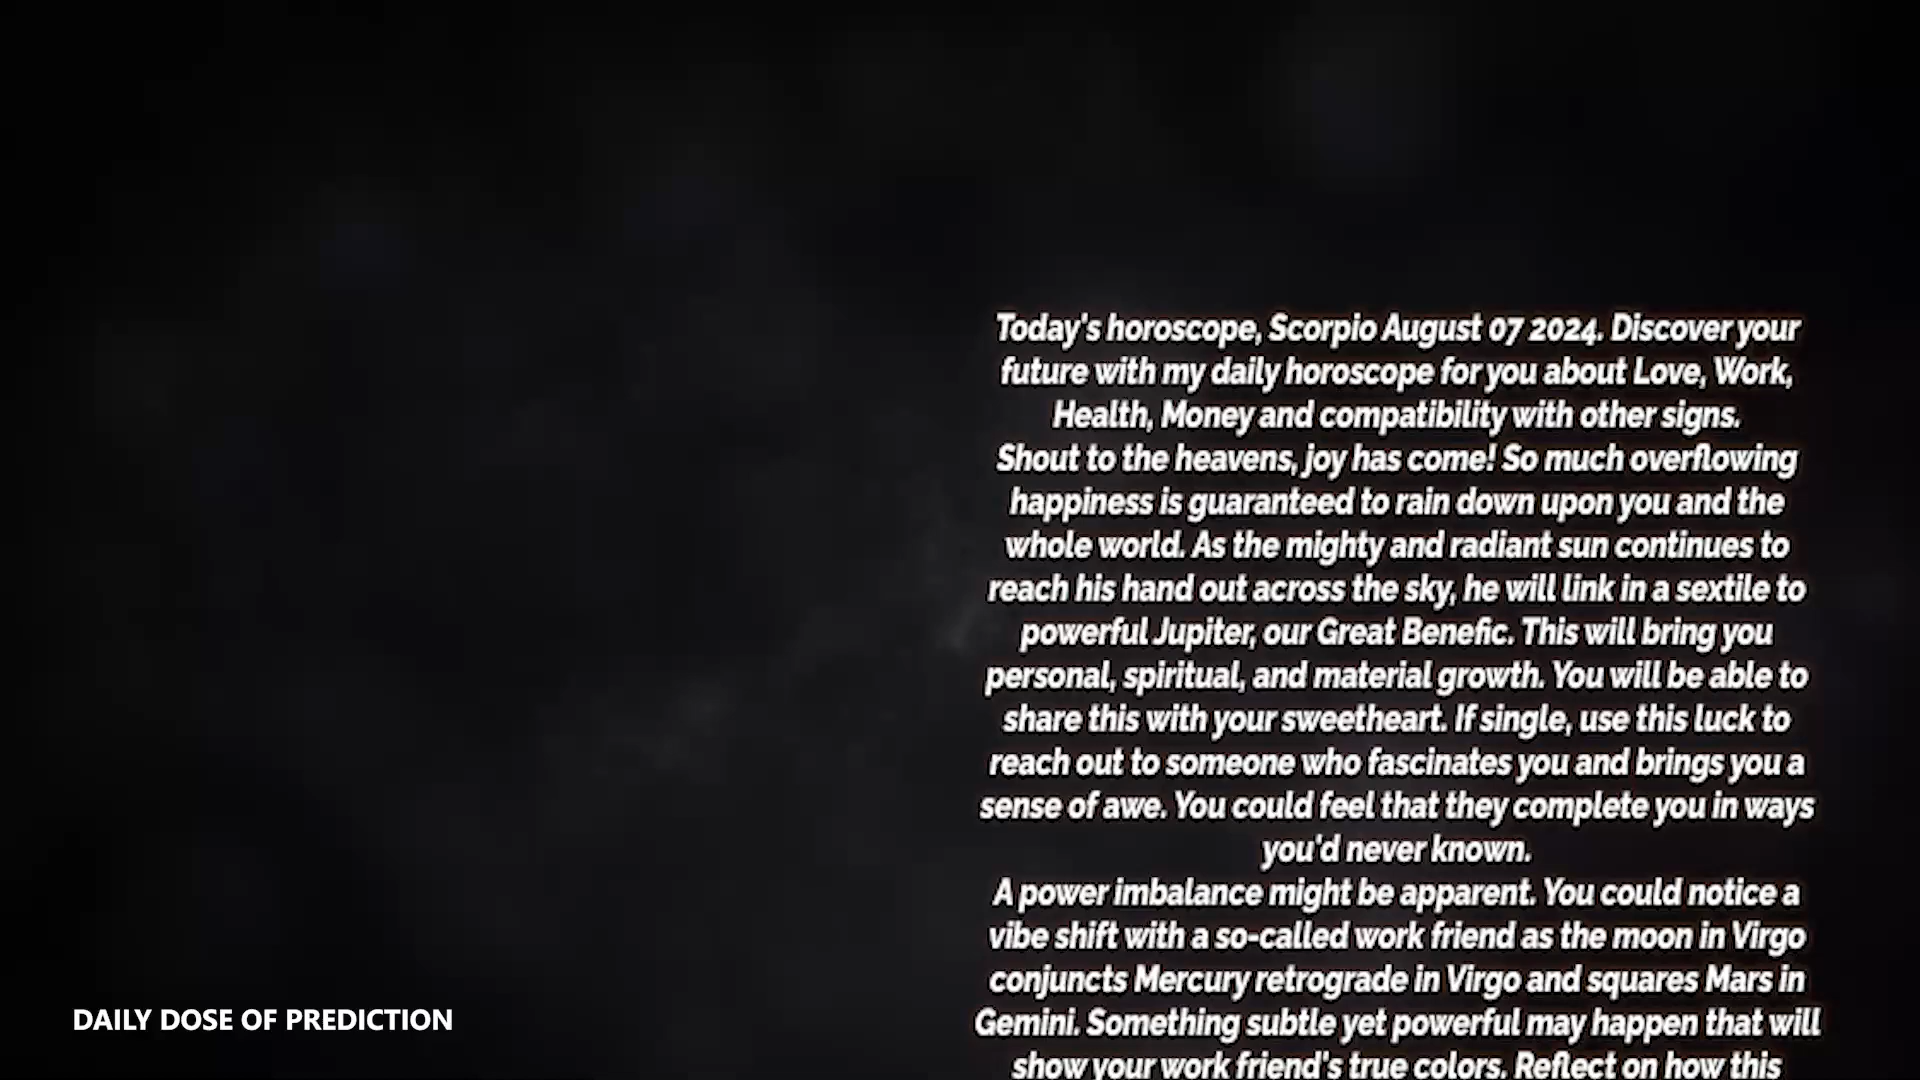 Today's horoscope, Scorpio August 07 2024. Discover your
future with my daily horoscope for you about Love, Work,
Health, Money and compatibility with other signs.
Shout to the heavens, joy has come! So much overflowing
happiness is guaranteed to rain down upon you and the
whole world. As the mighty and radiant sun continues to
reach his hand out across the sky, he will link in a sextile to
powerful Jupiter, our Great Benefic. This will bring you
personal, spiritual, and material growth. You will be able to
share this with your sweetheart. If single, use this luck to
reach out to someone who fascinates you and brings you a
sense of awe. You could feel that they complete you in ways
you'd never known.
A power imbalance might be apparent. You could notice a
vibe shift with a so-called work friend as the moon in Virgo
conjuncts Mercury retrograde in Virgo and squares Mars in
Gemini. Something subtle yet powerful may happen that will
show your work friend's true colors. Reflect on how this
DAILY DOSE OF PREDICTION